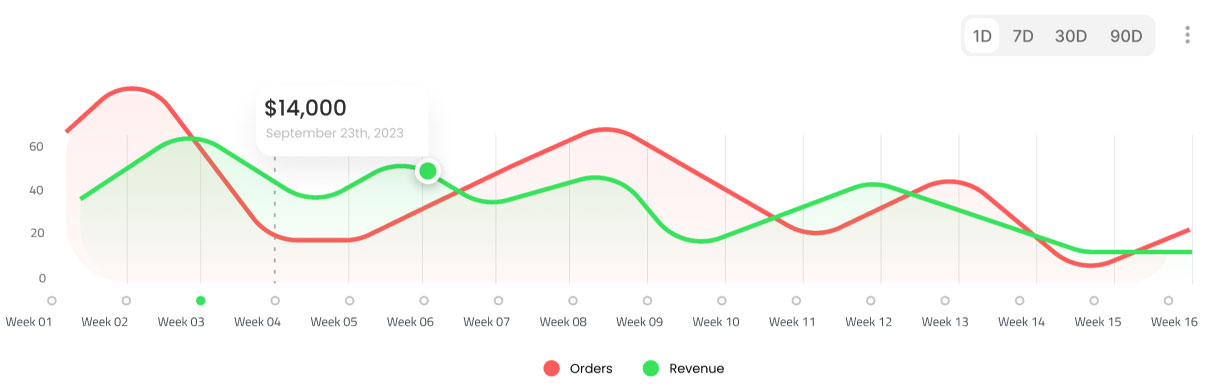 1D 7D 30D 90D
$14,000
September 23th, 2023
60
40
20
0
Week 01 Week 02 Week 03 Week 04 Week 05 Week 06 Week 07 Week 08 Week 09 Week 10 Week 11 Week 12 Week 13 Week 14 Week 15 Week 16
Orders Revenue